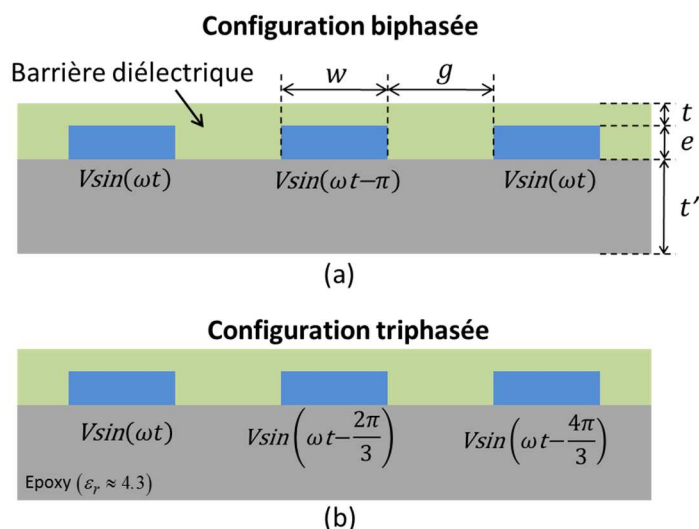 Configuration biphasée
Barrière diélectrique
w
g
t
e
t'
Vsin(ωt)
Vsin(ωt−π)
Vsin(ωt)
(a)
Configuration triphasée
Vsin(ωt)
Vsin(ωt−2π/3)
Vsin(ωt−4π/3)
Epoxy (εr ≈ 4.3)
(b)